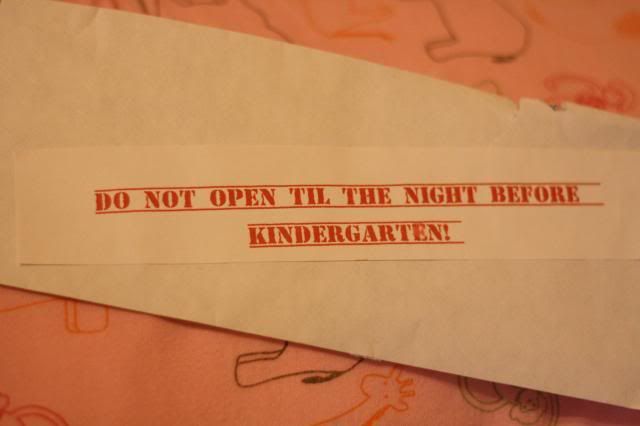 DO NOT OPEN TIL THE NIGHT BEFORE
KINDERGARTEN!